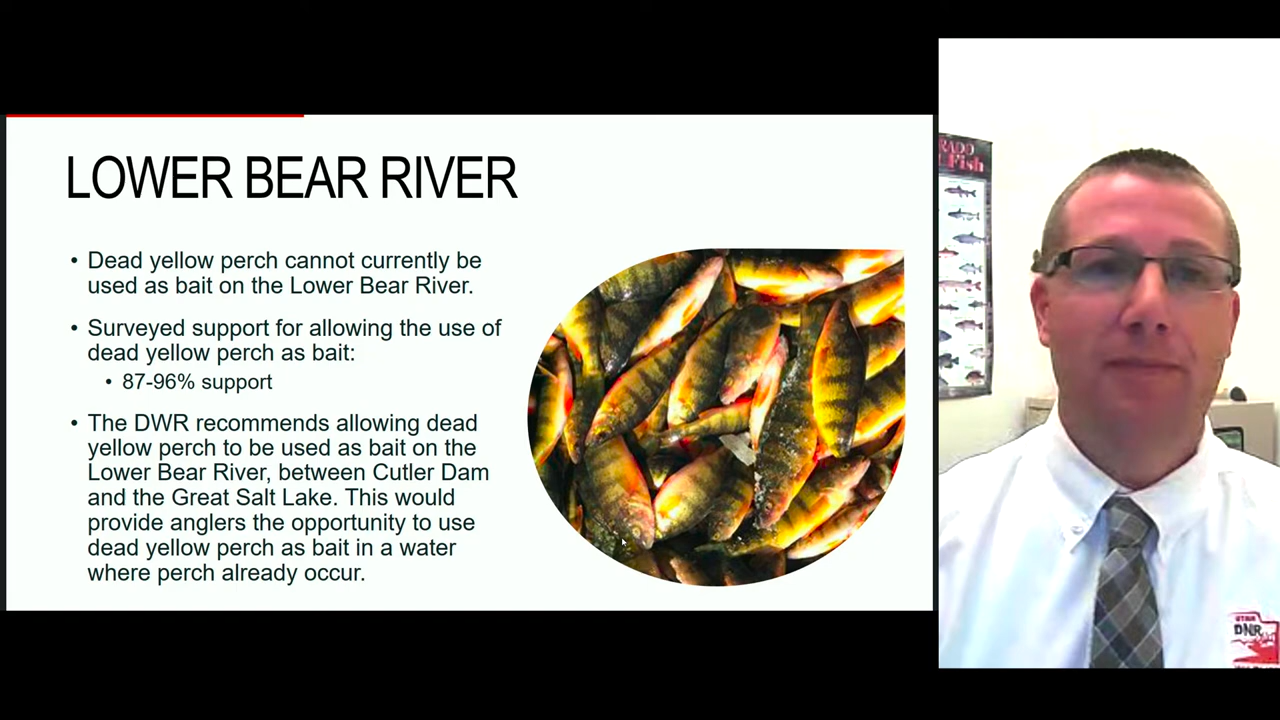 LOWER BEAR RIVER
• Dead yellow perch cannot currently be
used as bait on the Lower Bear River.
• Surveyed support for allowing the use of
dead yellow perch as bait:
• 87-96% support
• The DWR recommends allowing dead
yellow perch to be used as bait on the
Lower Bear River, between Cutler Dam
and the Great Salt Lake. This would
provide anglers the opportunity to use
dead yellow perch as bait in a water
where perch already occur.
RADO
Fish
UTAH
DNR